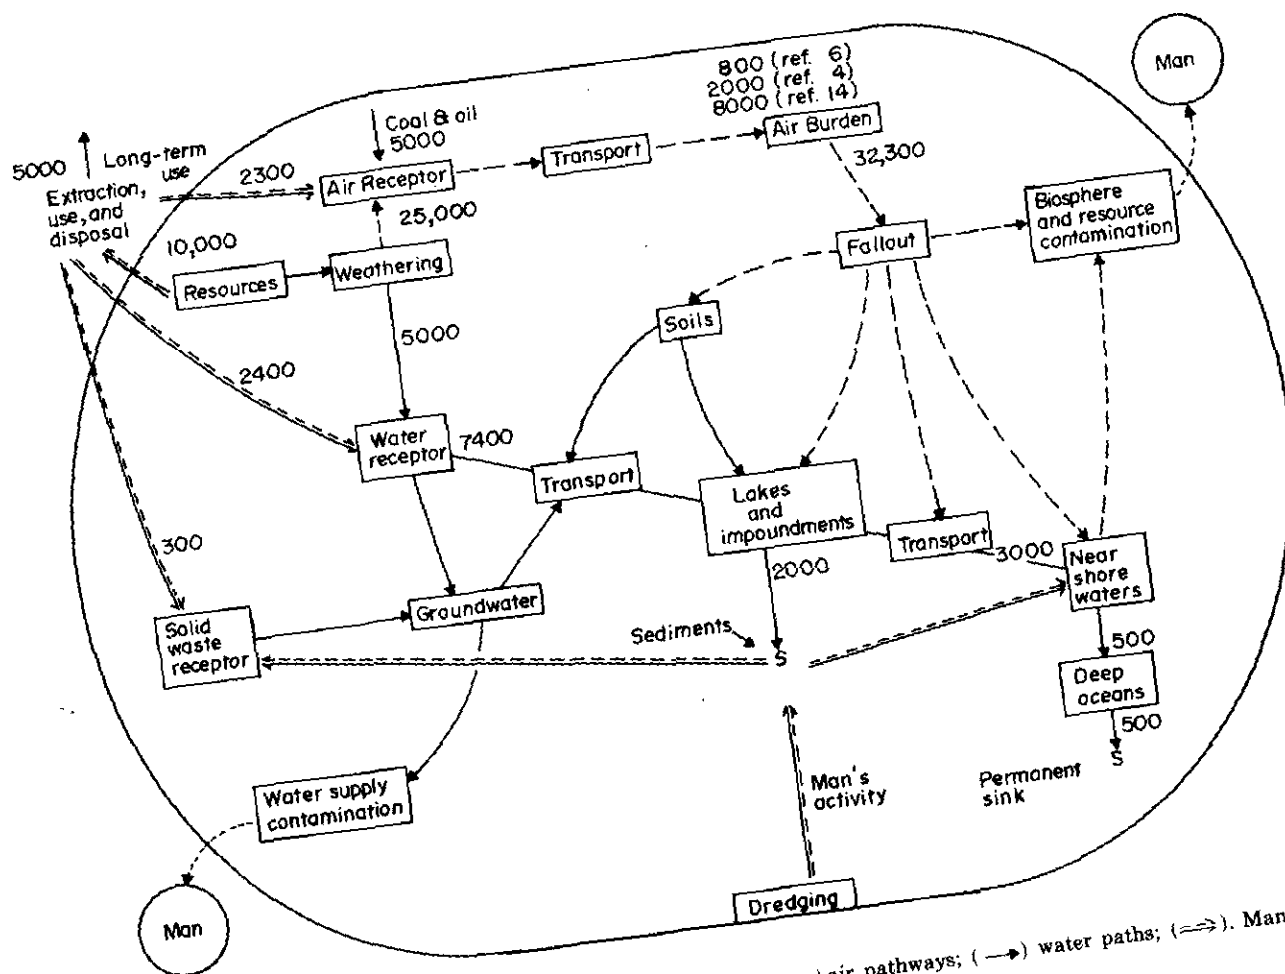 800 (ref. 6)
2000 (ref. 4)
8000 (ref. 14)
Air Burden
Man
Coal & oil
5000
Transport
32,300
5000
Long-term
use
2300
Air Receptor
Extraction,
use, and
disposal
25,000
Biosphere
and resource
contamination
Fallout
10,000
Resources
Weathering
Soils
5000
2400
Water
receptor
7400
Transport
Lakes
and
impoundments
Transport
3000
Near
shore
waters
300
2000
Groundwater
Solid
waste
receptor
Sediments
S
500
Deep
oceans
500
S
Permanent
sink
Man's
activity
Water supply
contamination
Man
Dredging
) air pathways; (⟶) water paths; (⇒). Man